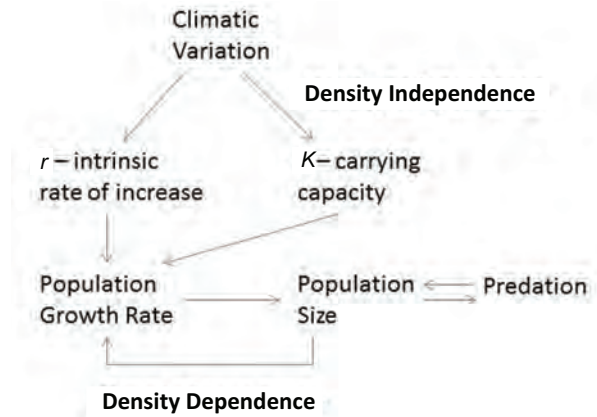 Climatic
Variation
Density Independence
r – intrinsic
rate of increase
K– carrying
capacity
Population
Growth Rate
Population
Size
Predation
Density Dependence